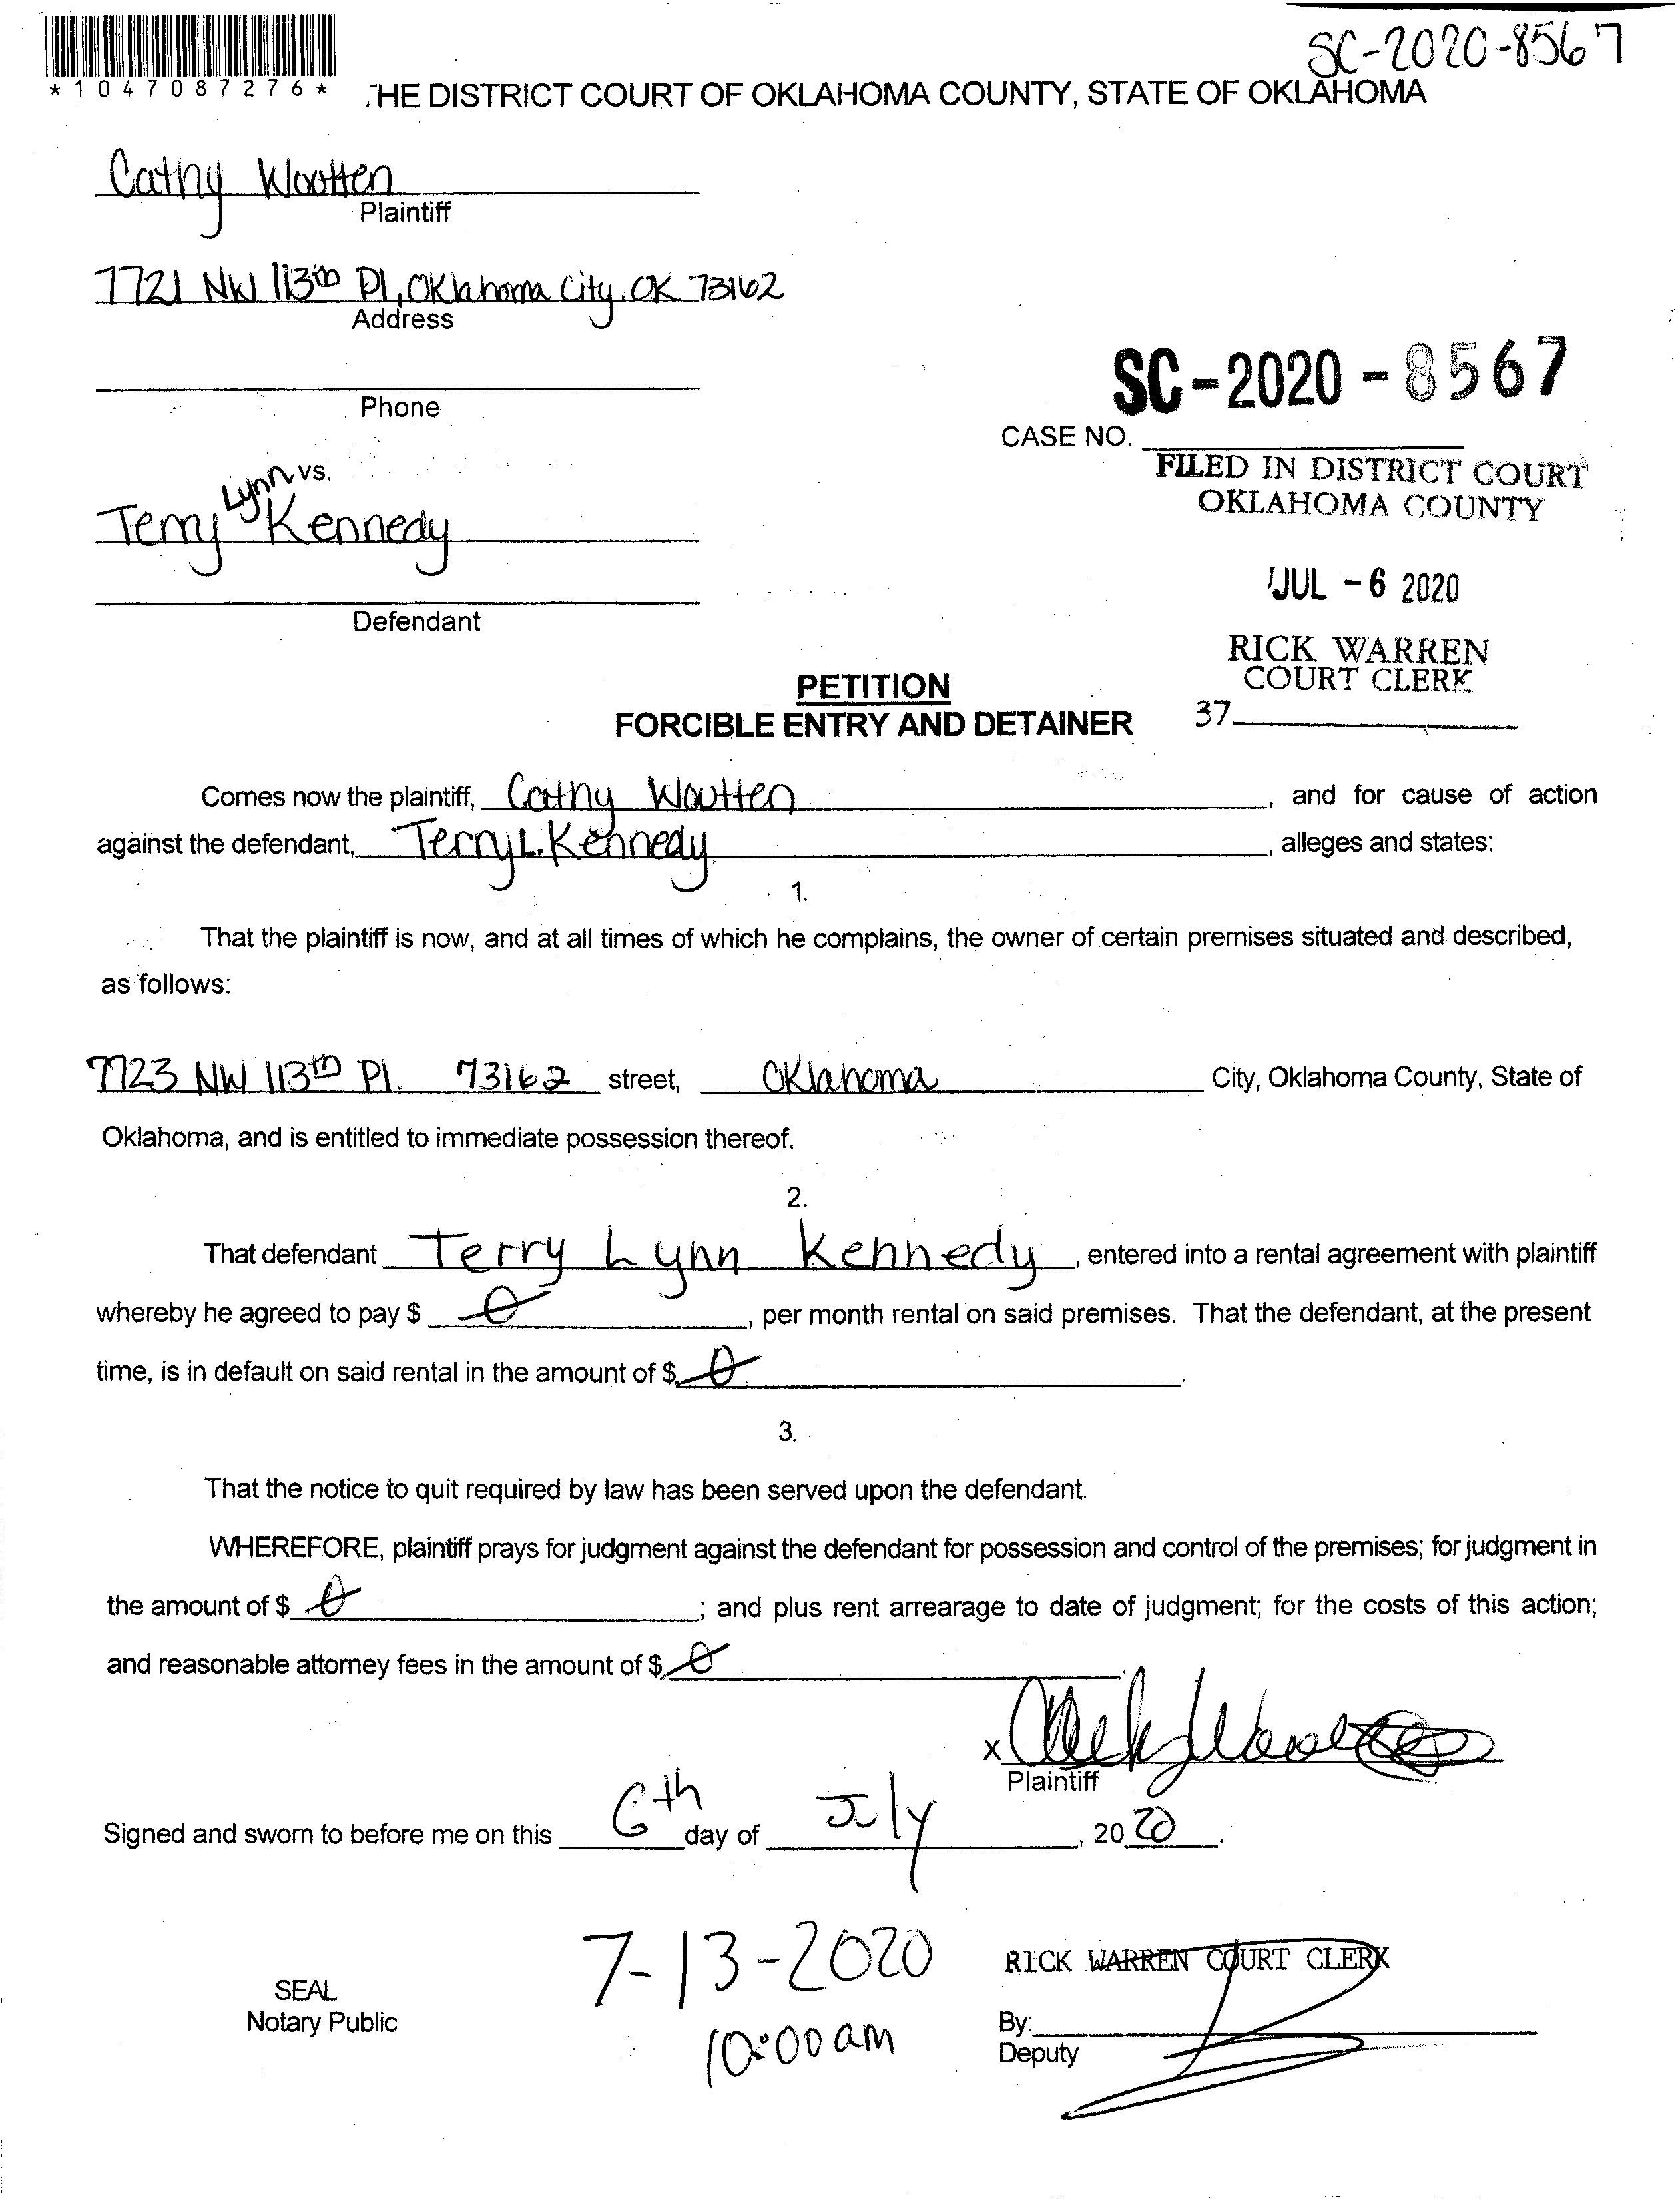 SC-2020-8567
*1047087276*
THE DISTRICT COURT OF OKLAHOMA COUNTY, STATE OF OKLAHOMA
Cathy Wootten
Plaintiff
7721 NW 113th Pl, Oklahoma City, OK 73162
Address
Phone
SC-2020-8567
CASE NO.
FILED IN DISTRICT COURT
OKLAHOMA COUNTY
vs.
Terry Lynn Kennedy
JUL -6 2020
Defendant
RICK WARREN
COURT CLERK
37
PETITION
FORCIBLE ENTRY AND DETAINER
Comes now the plaintiff, Cathy Wootten, and for cause of action
against the defendant, Terry L. Kennedy, alleges and states:
1.
That the plaintiff is now, and at all times of which he complains, the owner of certain premises situated and described,
as follows:
7723 NW 113th Pl. 73162 street, Oklahoma City, Oklahoma County, State of
Oklahoma, and is entitled to immediate possession thereof.
2.
That defendant Terry Lynn Kennedy, entered into a rental agreement with plaintiff
whereby he agreed to pay $ 0, per month rental on said premises. That the defendant, at the present
time, is in default on said rental in the amount of $ 0.
3.
That the notice to quit required by law has been served upon the defendant.
WHEREFORE, plaintiff prays for judgment against the defendant for possession and control of the premises; for judgment in
the amount of $ 0; and plus rent arrearage to date of judgment; for the costs of this action;
and reasonable attorney fees in the amount of $ 0.
X
Plaintiff
Signed and sworn to before me on this 6th day of July, 2020.
7-13-2020
10:00 am
SEAL
Notary Public
RICK WARREN COURT CLERK
By:
Deputy